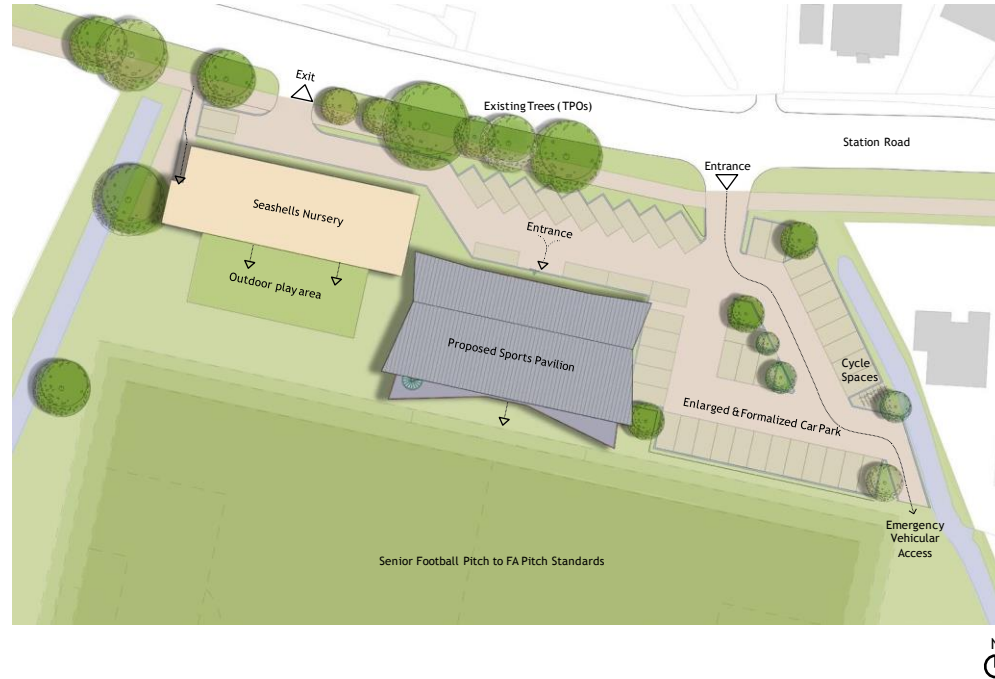 Exit
Existing Trees (TPOs)
Station Road
Entrance
Seashells Nursery
Entrance
Outdoor play area
Proposed Sports Pavilion
Cycle
Spaces
Enlarged & Formalized Car Park
Emergency
Vehicular
Access
Senior Football Pitch to FA Pitch Standards
N